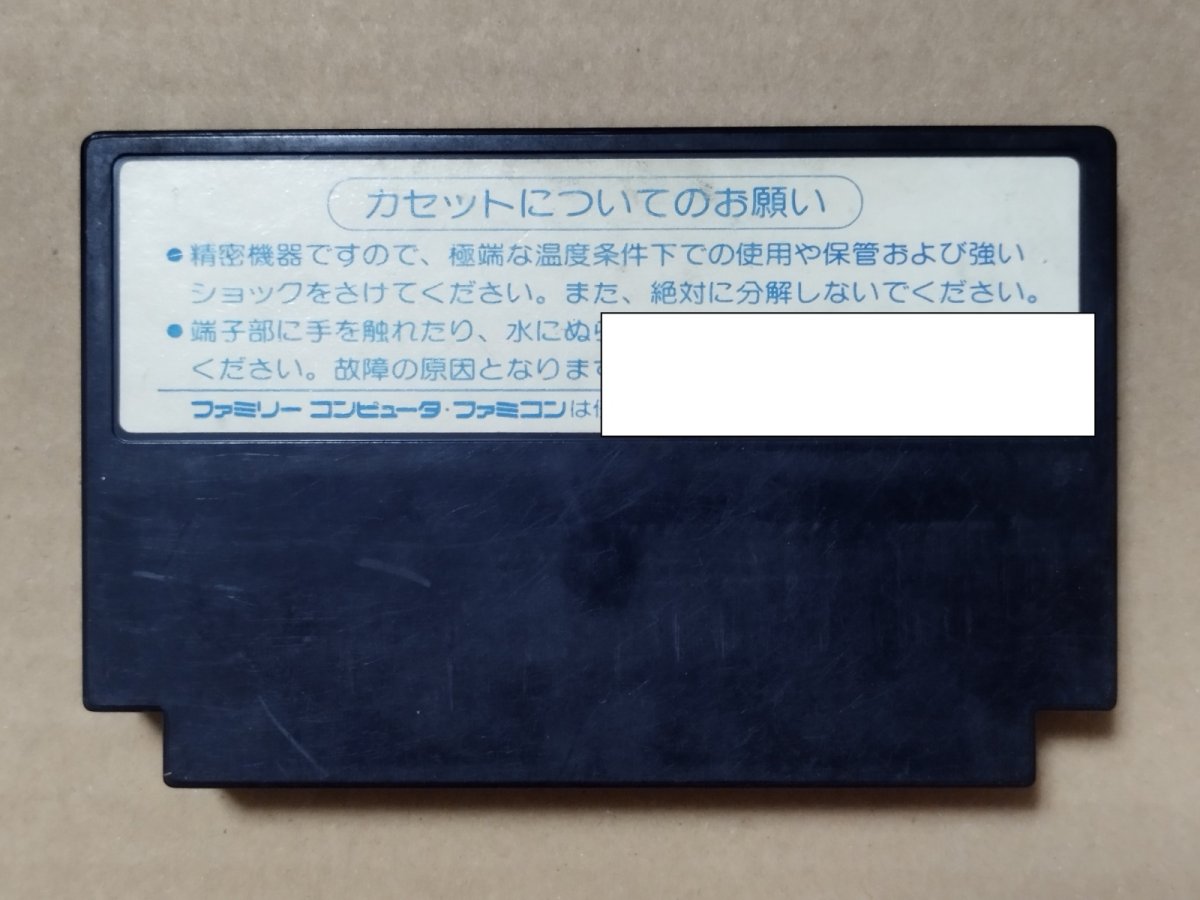 カセットについてのお願い
●精密機器ですので、極端な温度条件下での使用や保管および強い
ショックをさけてください。また、絶対に分解しないでください。
●端子部に手を触れたり、水にぬら
ください。故障の原因となります
ファミリー コンピュータ・ファミコンは